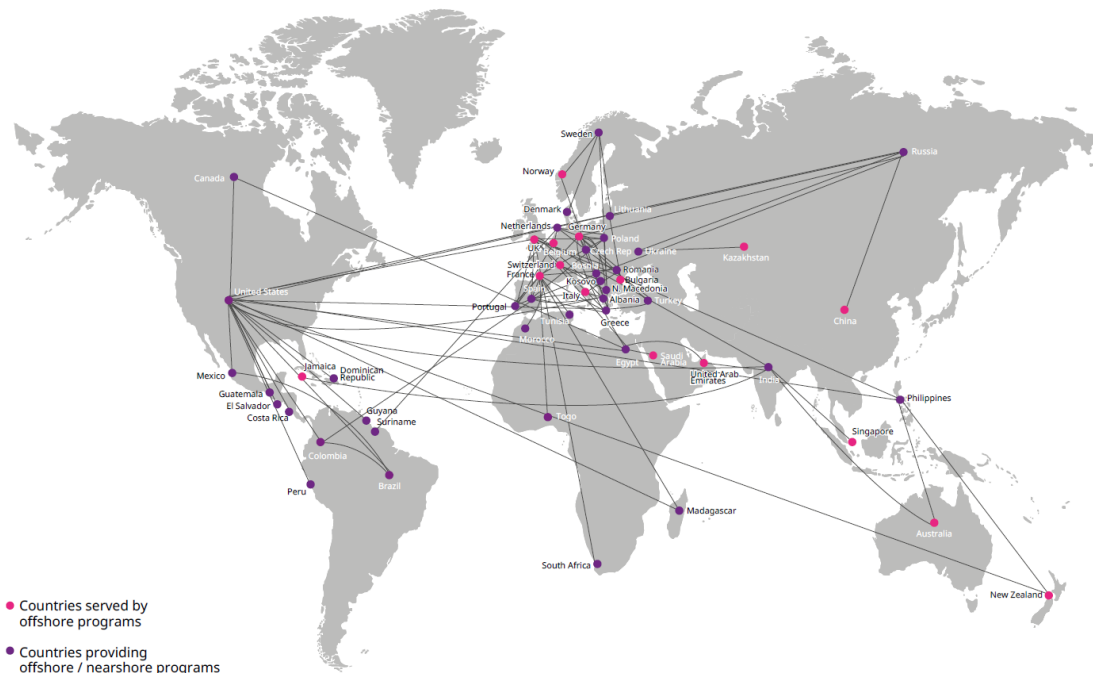 Sweden
Russia
Norway
Canada
Denmark
Lithuania
Netherlands
Germany
Poland
UK
Belgium
Czech Rep
Ukraine
Kazakhstan
Switzerland
Bosnia
Romania
France
Kosovo
Bulgaria
Spain
N. Macedonia
United States
Italy
Albania
Turkey
Portugal
Tunisia
Greece
China
Morocco
Egypt
Saudi
Arabia
United Arab
Emirates
India
Jamaica
Dominican
Republic
Mexico
Guatemala
El Salvador
Costa Rica
Guyana
Suriname
Togo
Philippines
Singapore
Colombia
Brazil
Peru
Madagascar
Australia
South Africa
New Zealand
Countries served by
offshore programs
Countries providing
offshore / nearshore programs